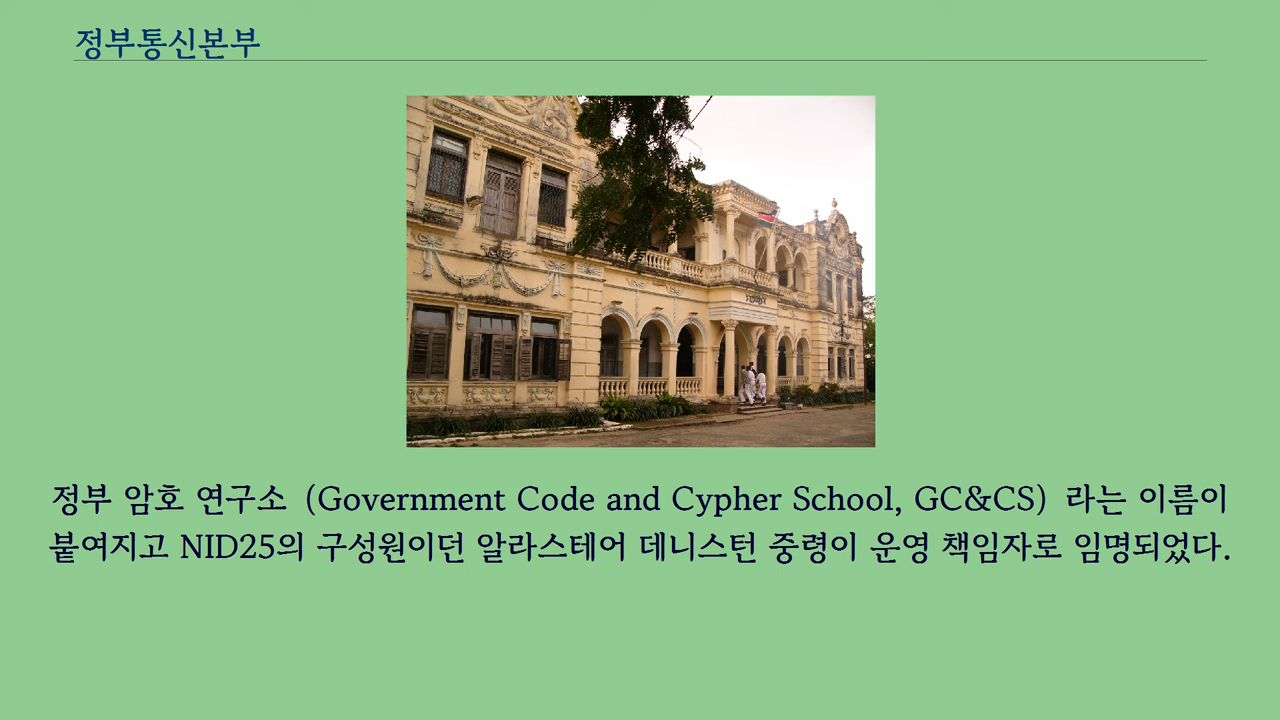 정부통신본부
정부 암호 연구소 (Government Code and Cypher School, GC&CS) 라는 이름이
붙여지고 NID25의 구성원이던 알라스테어 데니스턴 중령이 운영 책임자로 임명되었다.